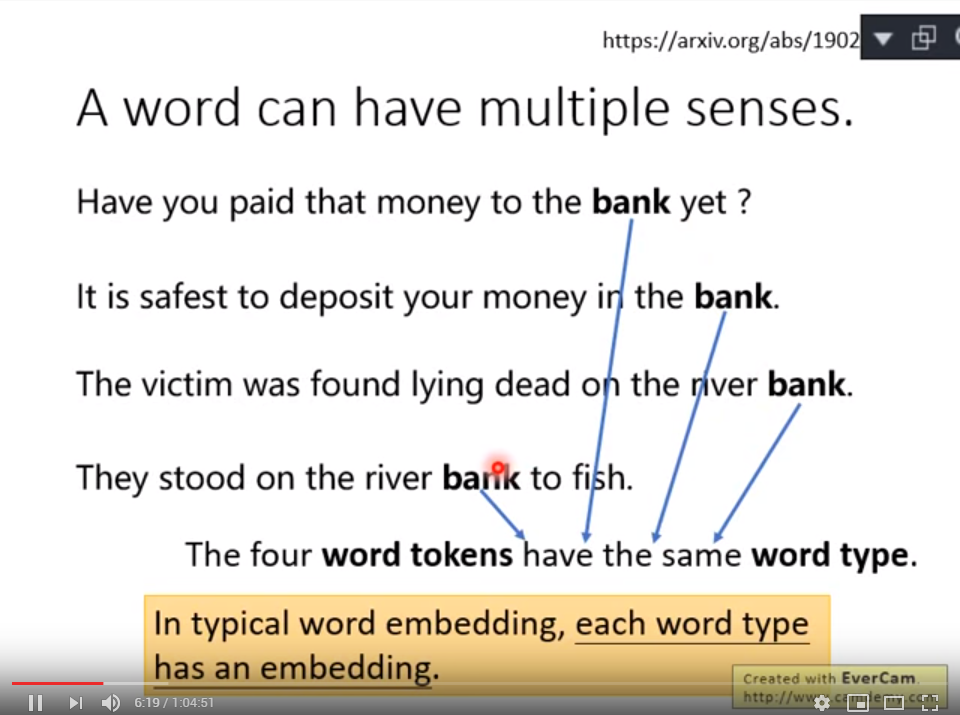 https://arxiv.org/abs/1902
A word can have multiple senses.
Have you paid that money to the bank yet ?
It is safest to deposit your money in the bank.
The victim was found lying dead on the river bank.
They stood on the river bank to fish.
The four word tokens have the same word type.
In typical word embedding, each word type
has an embedding.
Created with EverCam.
http://www.camdemy.com
6:19 / 1:04:51